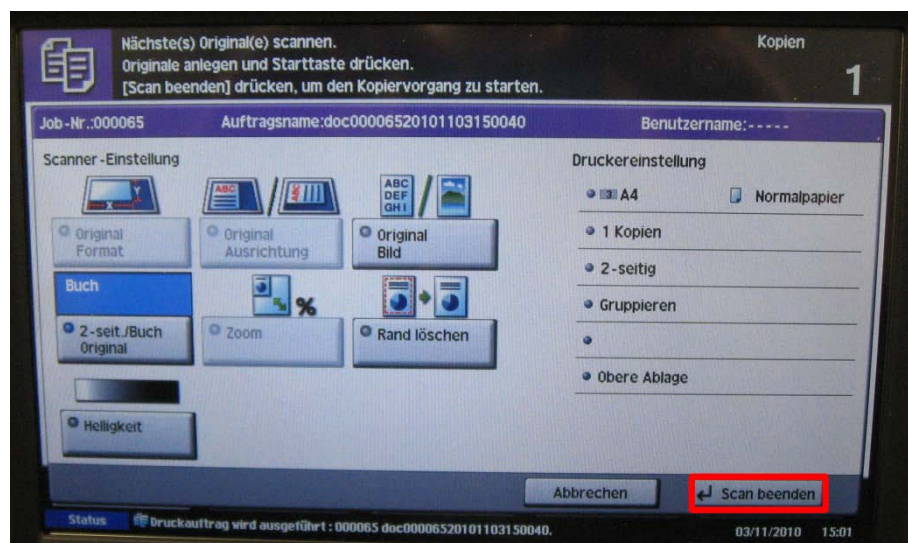 Nächste(s) Original(e) scannen.
Originale anlegen und Starttaste drücken.
[Scan beenden] drücken, um den Kopiervorgang zu starten.
Kopien
1
Job-Nr.:000065 Auftragsname:doc00006520101103150040 Benutzername:-----
Scanner-Einstellung
Druckereinstellung
X Y
ABC
ABC
DEF
GHI
3 A4 Normalpapier
Original
Format
Original
Ausrichtung
Original
Bild
1 Kopien
2-seitig
Buch
%
Gruppieren
2-seit./Buch
Original
Zoom
Rand löschen
Obere Ablage
Helligkeit
Abbrechen
Scan beenden
Status Druckauftrag wird ausgeführt : 000065 doc00006520101103150040.
03/11/2010 15:01